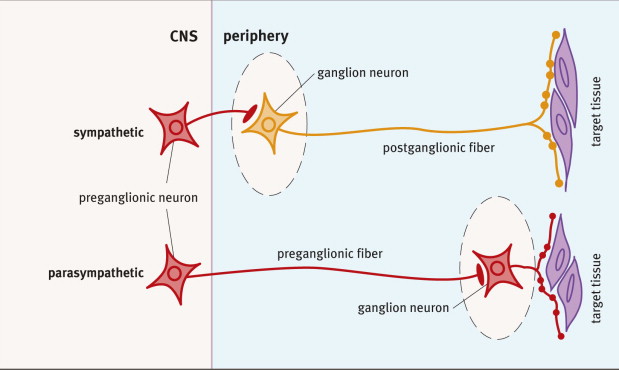 CNS
periphery
ganglion neuron
sympathetic
postganglionic fiber
target tissue
preganglionic neuron
parasympathetic
preganglionic fiber
ganglion neuron
target tissue